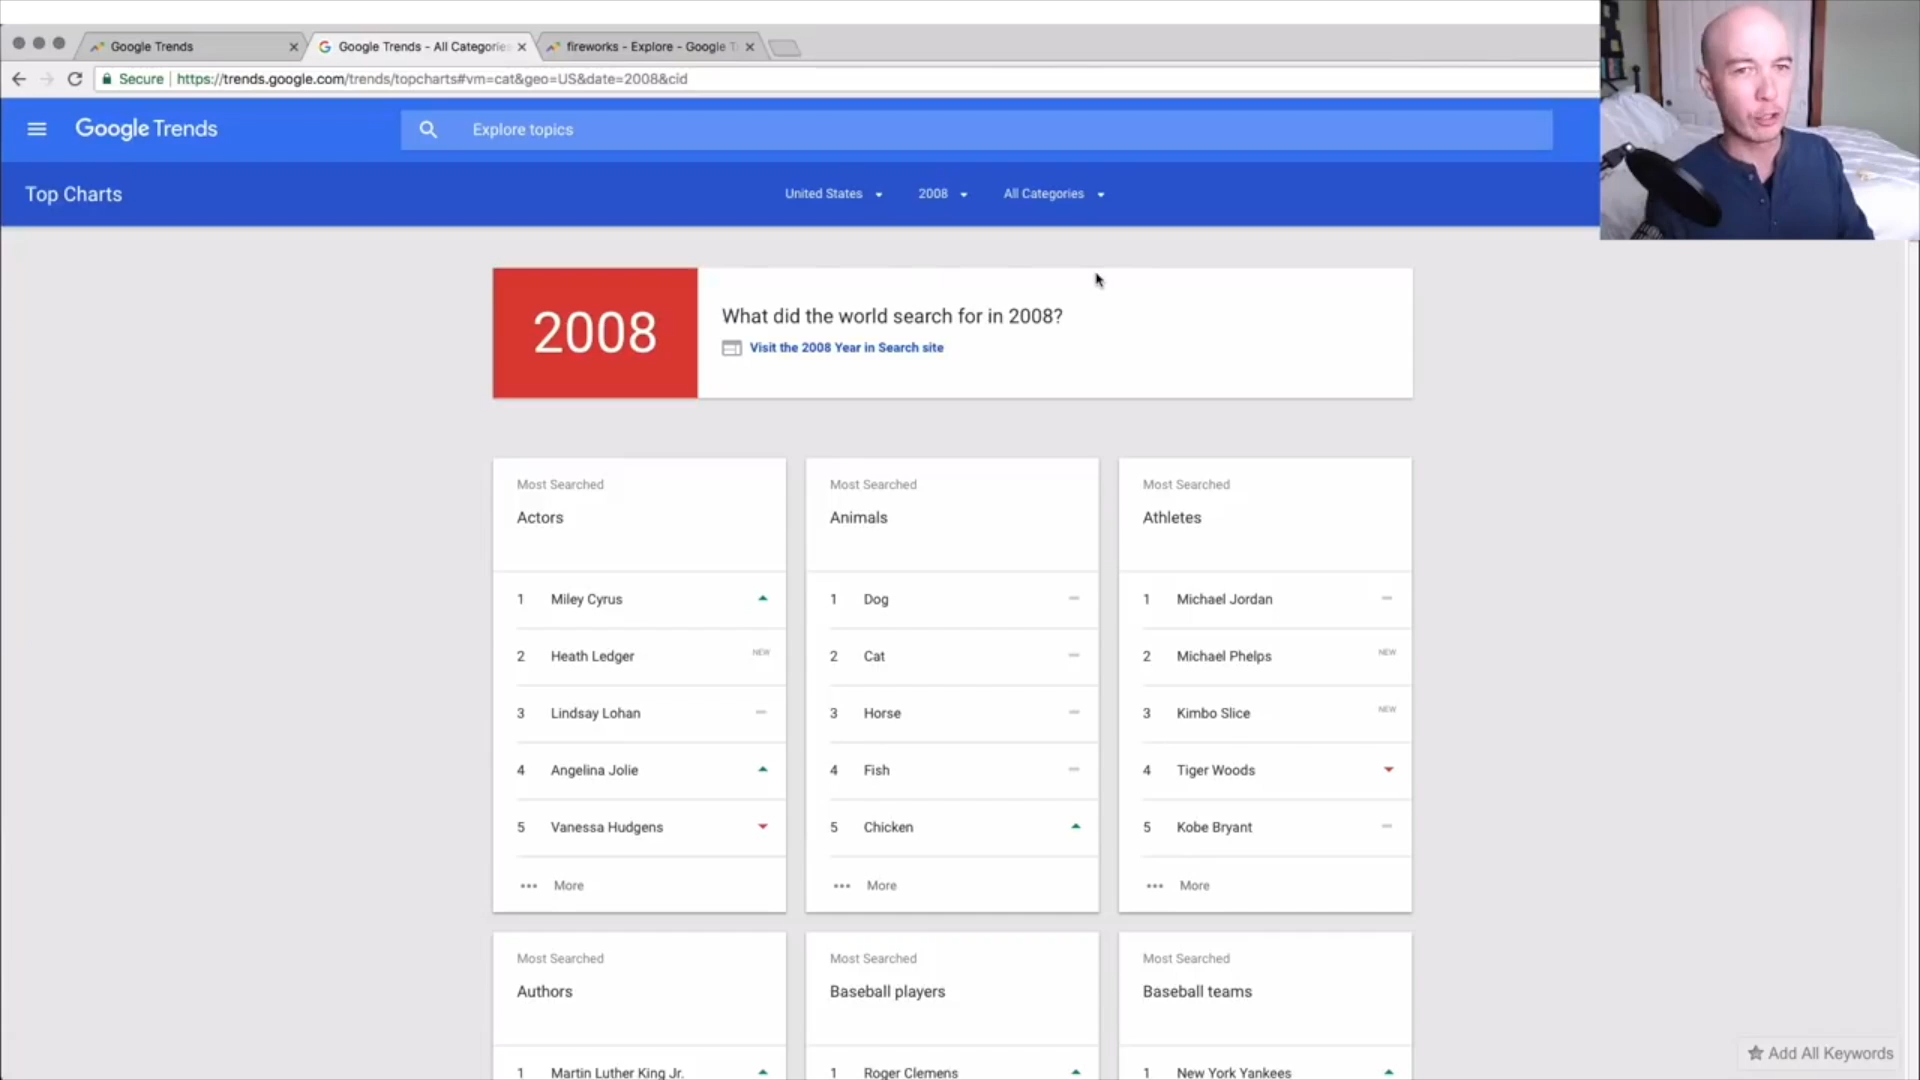 Google Trends
Google Trends - All Categories
fireworks - Explore - Google T
Secure https://trends.google.com/trends/topcharts#vm=cat&geo=US&date=2008&cid
Google Trends
Explore topics
Top Charts
United States
2008
All Categories
2008
What did the world search for in 2008?
Visit the 2008 Year in Search site
Most Searched
Actors
1 Miley Cyrus
2 Heath Ledger NEW
3 Lindsay Lohan
4 Angelina Jolie
5 Vanessa Hudgens
More
Most Searched
Animals
1 Dog
2 Cat
3 Horse
4 Fish
5 Chicken
More
Most Searched
Athletes
1 Michael Jordan
2 Michael Phelps NEW
3 Kimbo Slice NEW
4 Tiger Woods
5 Kobe Bryant
More
Most Searched
Authors
1 Martin Luther King Jr.
Most Searched
Baseball players
1 Roger Clemens
Most Searched
Baseball teams
1 New York Yankees
Add All Keywords